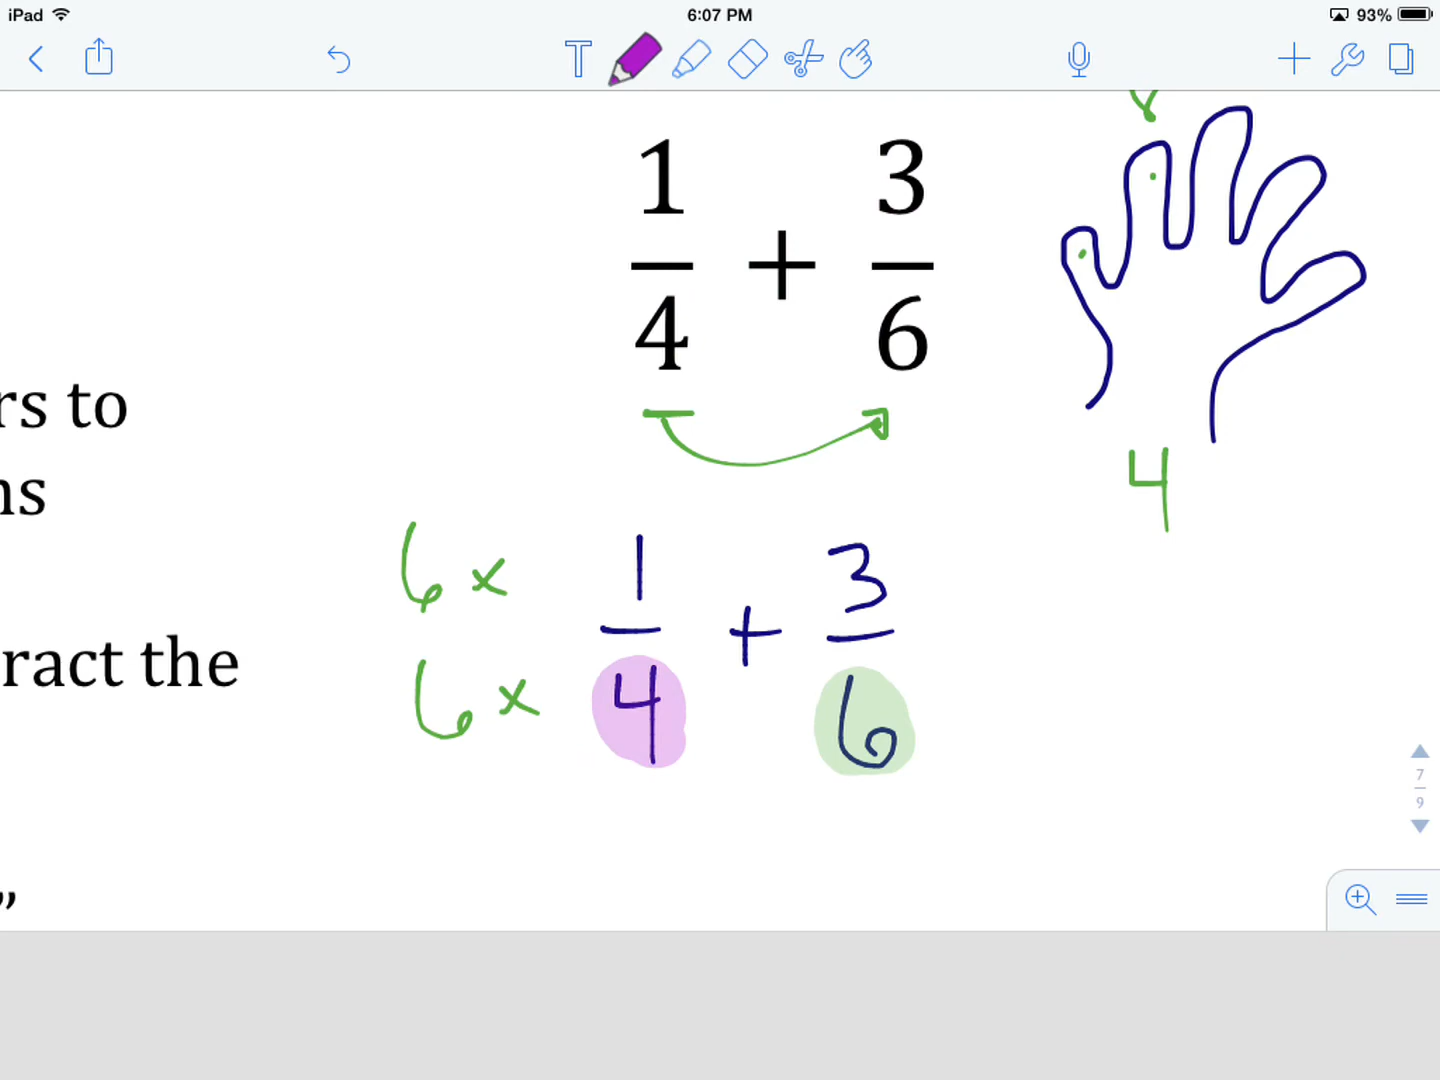 iPad 6:07 PM 93%
T
1 3
+
4 6
rs to
ns
4
6 x 1 + 3
6 x 4 6
ract the
7
9
”